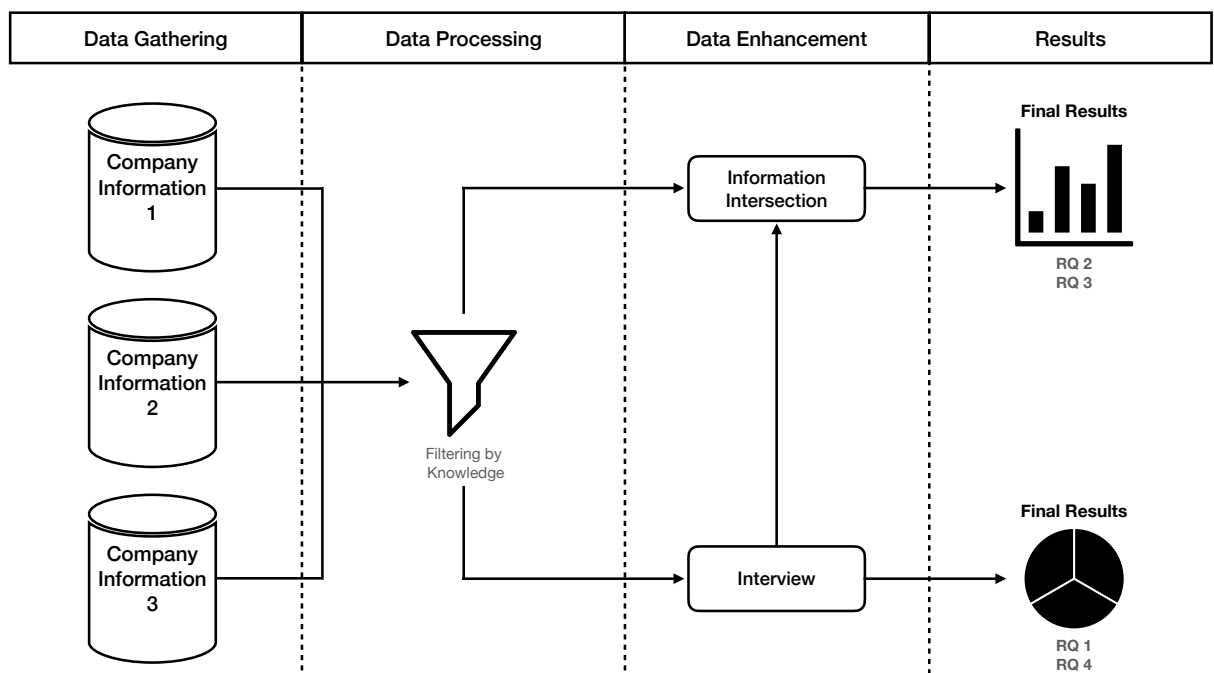 Data Gathering
Data Processing
Data Enhancement
Results
Company
Information
1
Company
Information
2
Company
Information
3
Filtering by
Knowledge
Information
Intersection
Interview
Final Results
RQ 2
RQ 3
Final Results
RQ 1
RQ 4